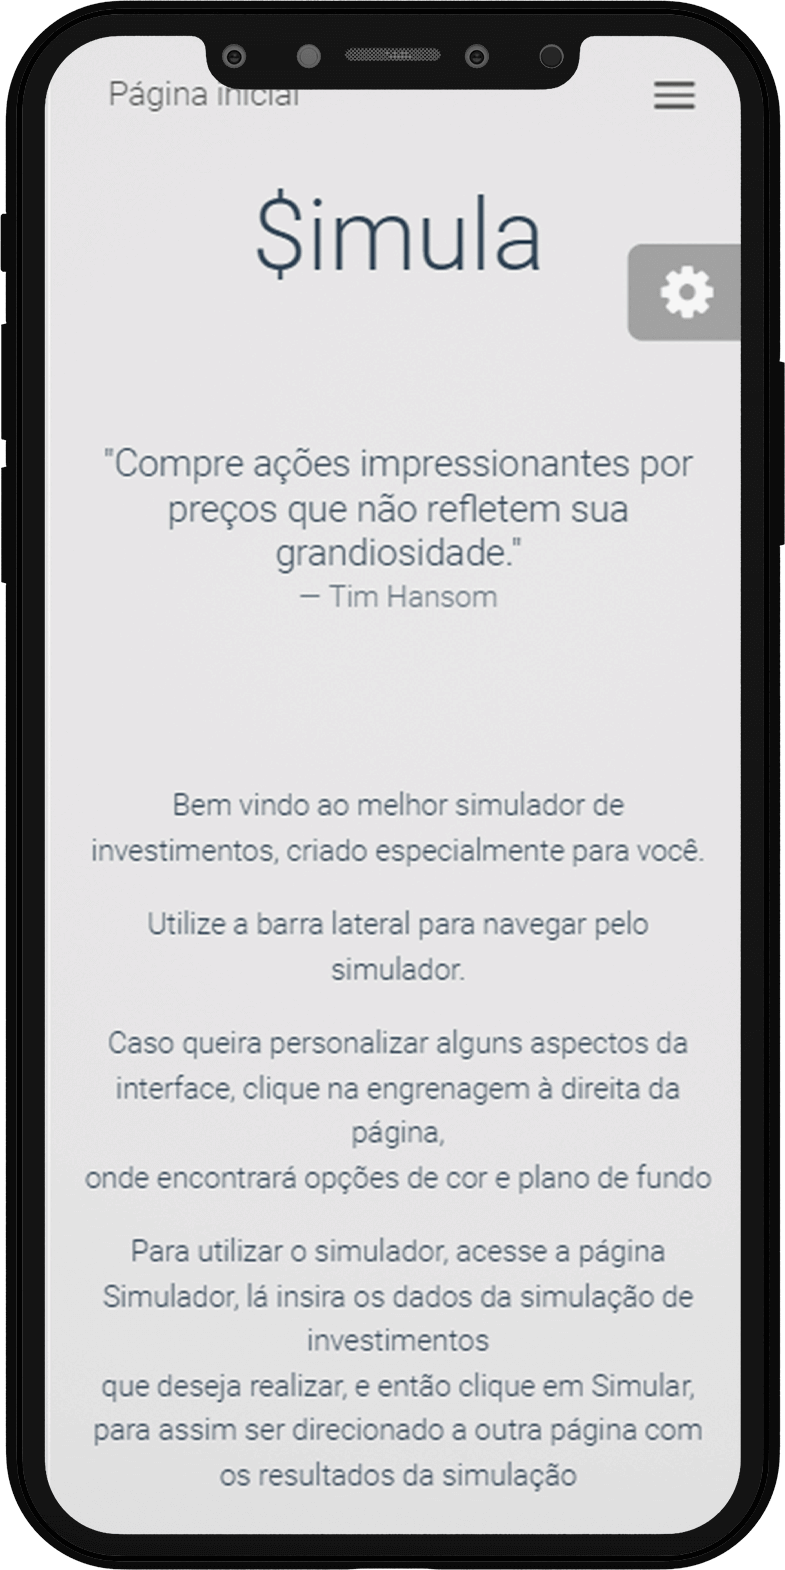 Página inicial
$imula
"Compre ações impressionantes por
preços que não refletem sua
grandiosidade."
— Tim Hansom
Bem vindo ao melhor simulador de
investimentos, criado especialmente para você.
Utilize a barra lateral para navegar pelo
simulador.
Caso queira personalizar alguns aspectos da
interface, clique na engrenagem à direita da
página,
onde encontrará opções de cor e plano de fundo
Para utilizar o simulador, acesse a página
Simulador, lá insira os dados da simulação de
investimentos
que deseja realizar, e então clique em Simular,
para assim ser direcionado a outra página com
os resultados da simulação